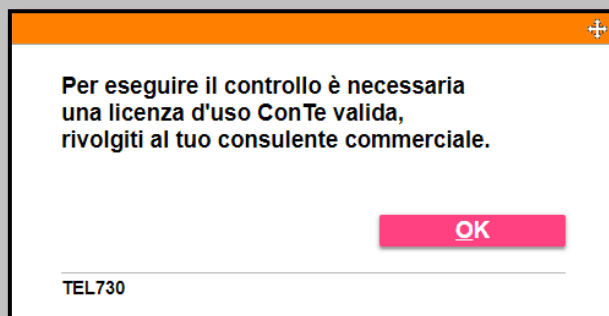 Per eseguire il controllo è necessaria
una licenza d'uso ConTe valida,
rivolgiti al tuo consulente commerciale.
OK
TEL730